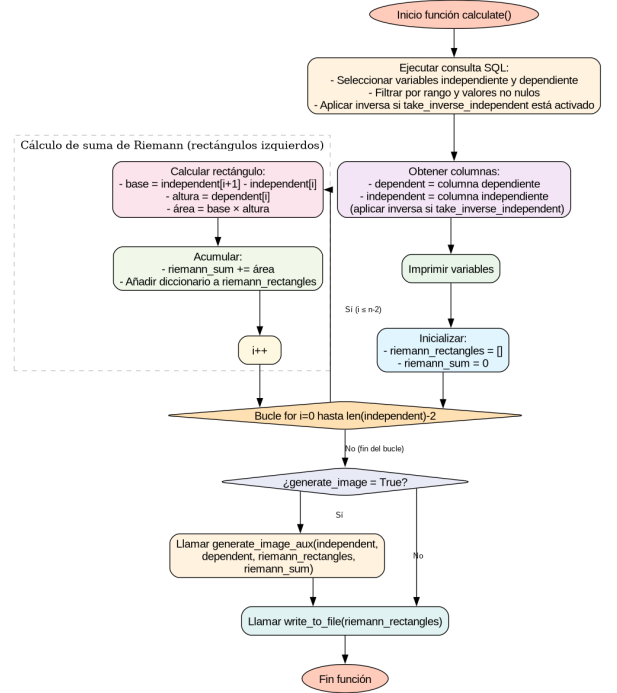 Inicio función calculate()
Ejecutar consulta SQL:
- Seleccionar variables independiente y dependiente
- Filtrar por rango y valores no nulos
- Aplicar inversa si take_inverse_independent está activado
Obtener columnas:
- dependent = columna dependiente
- independent = columna independiente
(aplicar inversa si take_inverse_independent)
Imprimir variables
Inicializar:
- riemann_rectangles = []
- riemann_sum = 0
Bucle for i=0 hasta len(independent)-2
Sí (i ≤ n-2)
Cálculo de suma de Riemann (rectángulos izquierdos)
Calcular rectángulo:
- base = independent[i+1] - independent[i]
- altura = dependent[i]
- área = base × altura
Acumular:
- riemann_sum += área
- Añadir diccionario a riemann_rectangles
i++
No (fin del bucle)
¿generate_image = True?
Sí
Llamar generate_image_aux(independent,
dependent, riemann_rectangles,
riemann_sum)
No
Llamar write_to_file(riemann_rectangles)
Fin función